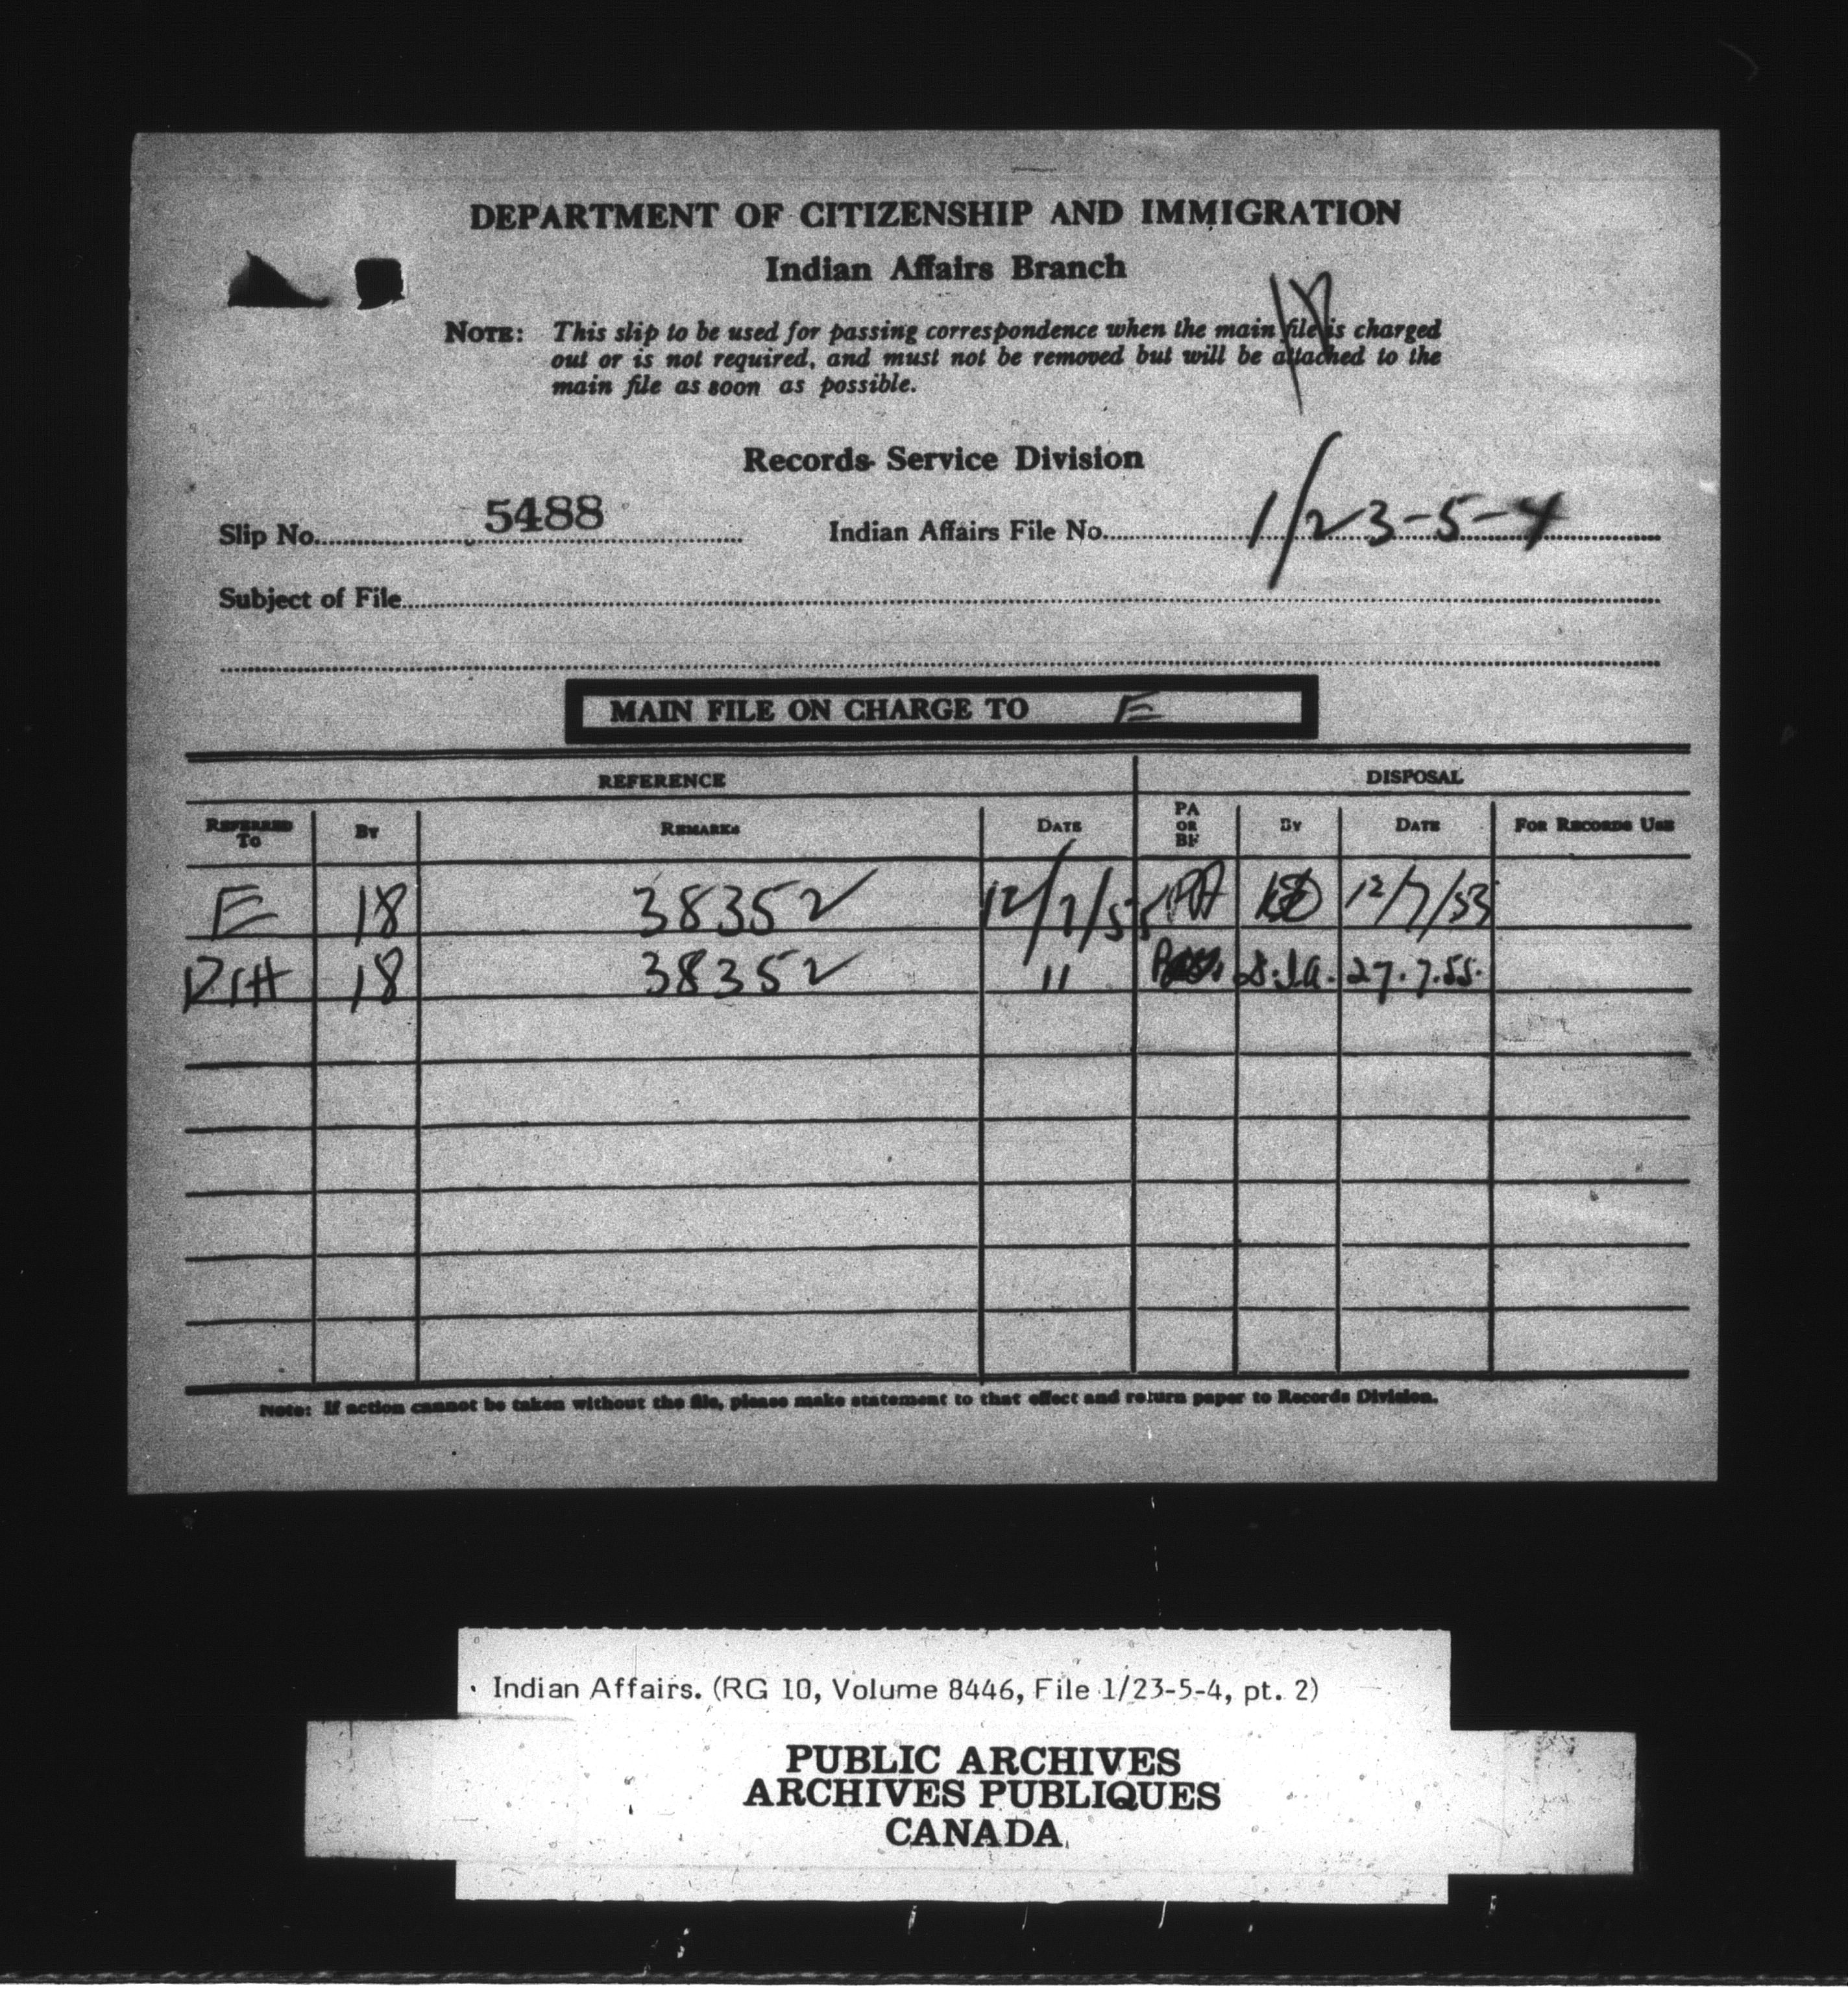 DEPARTMENT OF CITIZENSHIP AND IMMIGRATION
Indian Affairs Branch
NOTE: This slip to be used for passing correspondence when the main file is charged
out or is not required, and must not be removed but will be attached to the
main file as soon as possible.
Records Service Division
Slip No. 5488 Indian Affairs File No. 1/23-5-4
Subject of File
MAIN FILE ON CHARGE TO E
REFERENCE DISPOSAL
REFERRED TO BY REMARKS DATE PA OR BF BY DATE FOR RECORDS USE
E 18 38352 12/7/55 PA 12/7/55
18 38352 " 27.7.55.
Note: If action cannot be taken without the file, please make statement to that effect and return paper to Records Division.
Indian Affairs. (RG 10, Volume 8446, File 1/23-5-4, pt. 2)
PUBLIC ARCHIVES
ARCHIVES PUBLIQUES
CANADA